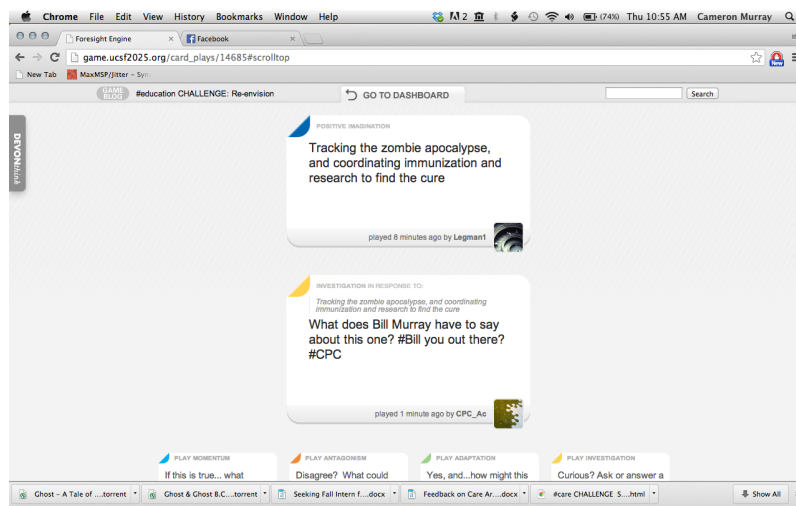 Chrome File Edit View History Bookmarks Window Help 2 (74%) Thu 10:55 AM Cameron Murray
Foresight Engine × Facebook ×
game.ucsf2025.org/card_plays/14685#scrolltop
New
New Tab MaxMSP/Jitter – Sym
GAME BLOG #education CHALLENGE: Re-envision GO TO DASHBOARD Search
DEVONthink
POSITIVE IMAGINATION
Tracking the zombie apocalypse,
and coordinating immunization and
research to find the cure
played 8 minutes ago by Legman1
INVESTIGATION IN RESPONSE TO:
Tracking the zombie apocalypse, and coordinating
immunization and research to find the cure
What does Bill Murray have to say
about this one? #Bill you out there?
#CPC
played 1 minute ago by CPC_Ac
PLAY MOMENTUM PLAY ANTAGONISM PLAY ADAPTATION PLAY INVESTIGATION
If this is true... what Disagree? What could Yes, and...how might this Curious? Ask or answer a
Ghost – A Tale of ....torrent Ghost & Ghost B.C....torrent Seeking Fall Intern f....docx Feedback on Care Ar....docx #care CHALLENGE S....html Show All